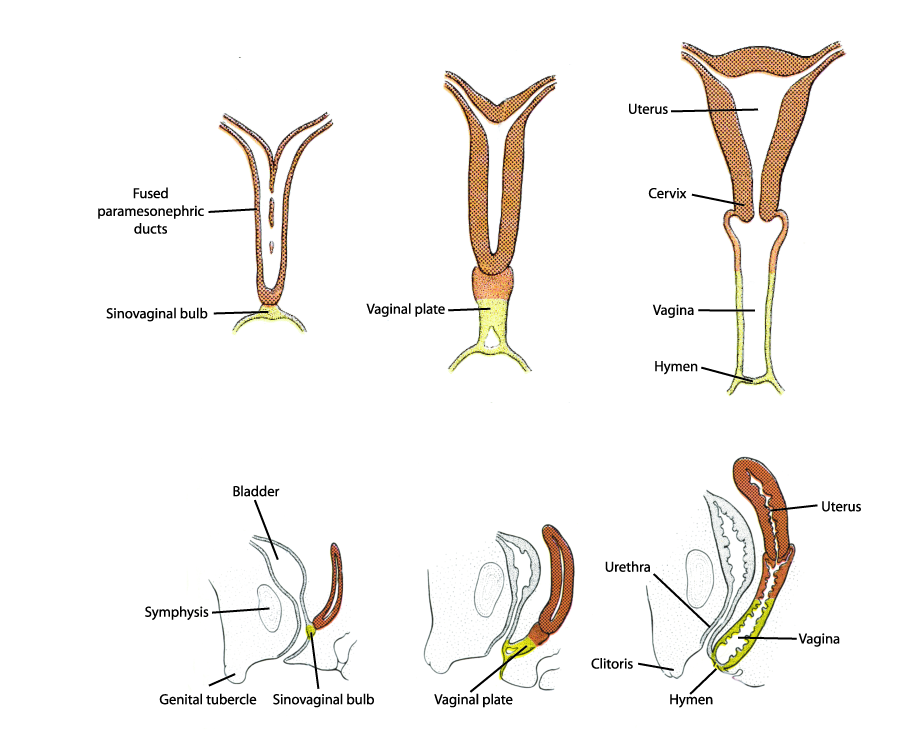 Fused
paramesonephric
ducts
Sinovaginal bulb
Vaginal plate
Uterus
Cervix
Vagina
Hymen
Bladder
Symphysis
Genital tubercle
Sinovaginal bulb
Vaginal plate
Uterus
Urethra
Vagina
Clitoris
Hymen